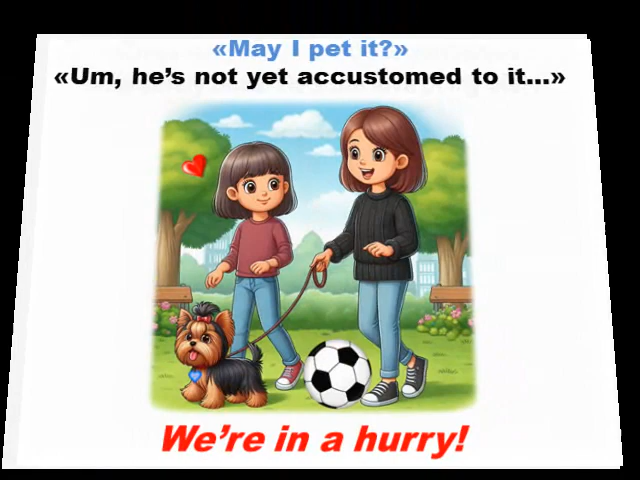 «May I pet it?»
«Um, he's not yet accustomed to it...»
We're in a hurry!